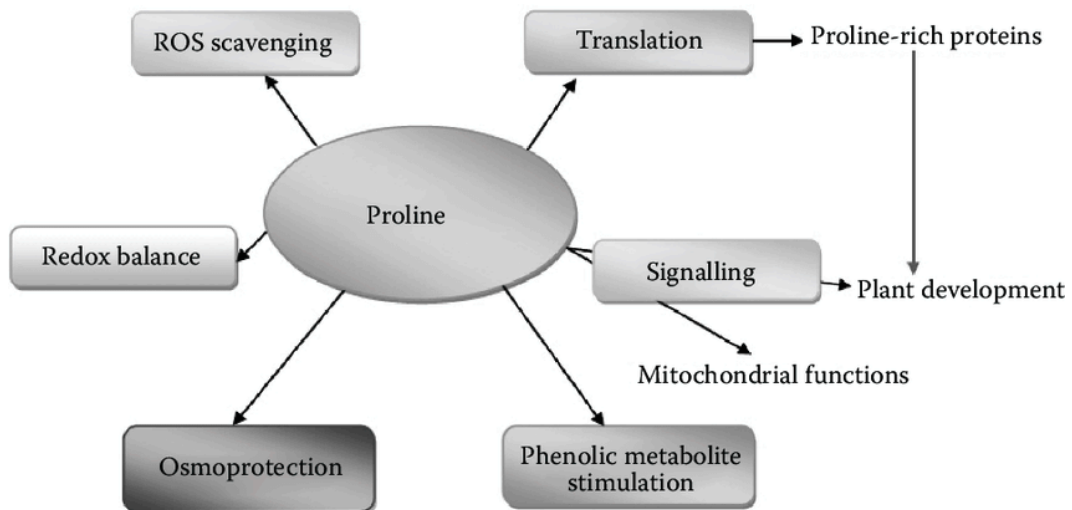 ROS scavenging
Translation
Proline-rich proteins
Proline
Redox balance
Signalling
Plant development
Mitochondrial functions
Osmoprotection
Phenolic metabolite
stimulation